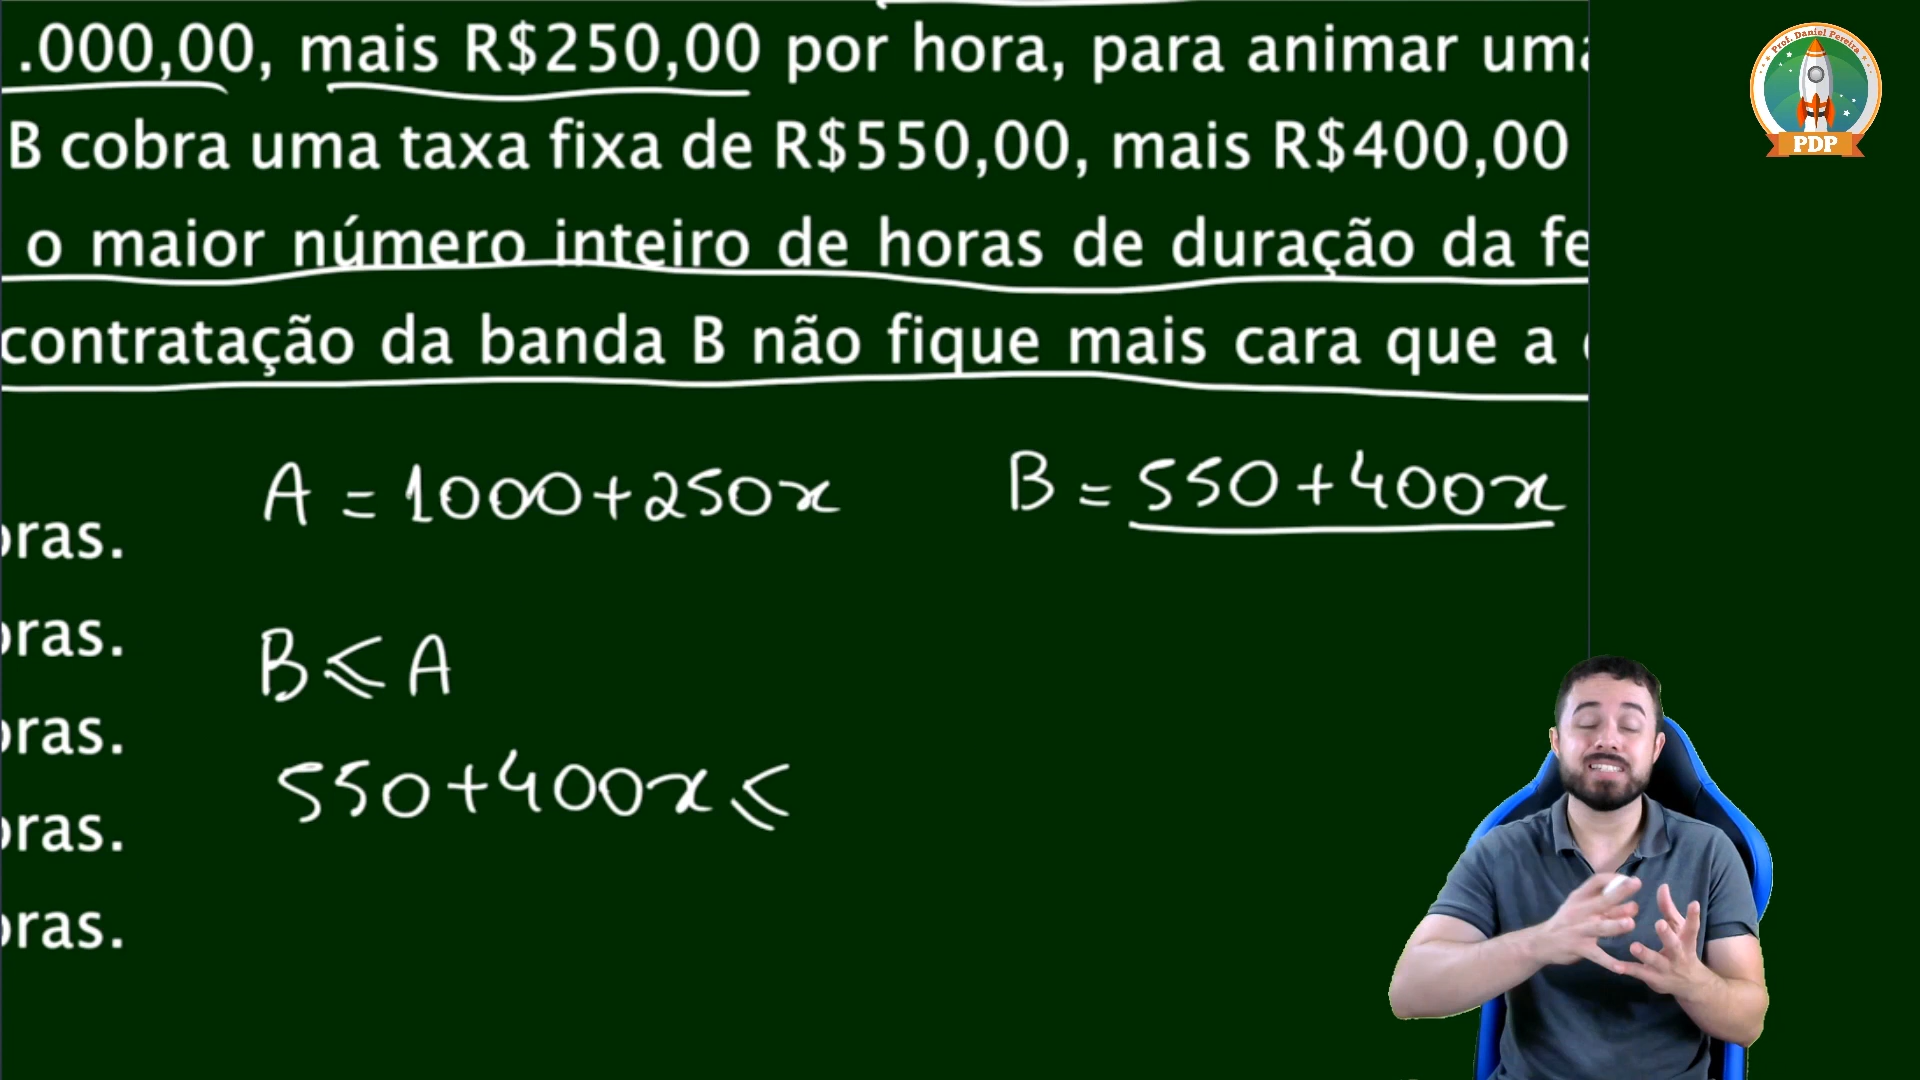 .000,00, mais R$250,00 por hora, para animar uma
B cobra uma taxa fixa de R$550,00, mais R$400,00
o maior número inteiro de horas de duração da fe
contratação da banda B não fique mais cara que a
A = 1000+250x
B = 550+400x
oras.
oras.
B ⩽ A
oras.
550+400x ⩽
oras.
oras.
Prof. Daniel Pereira
PDP